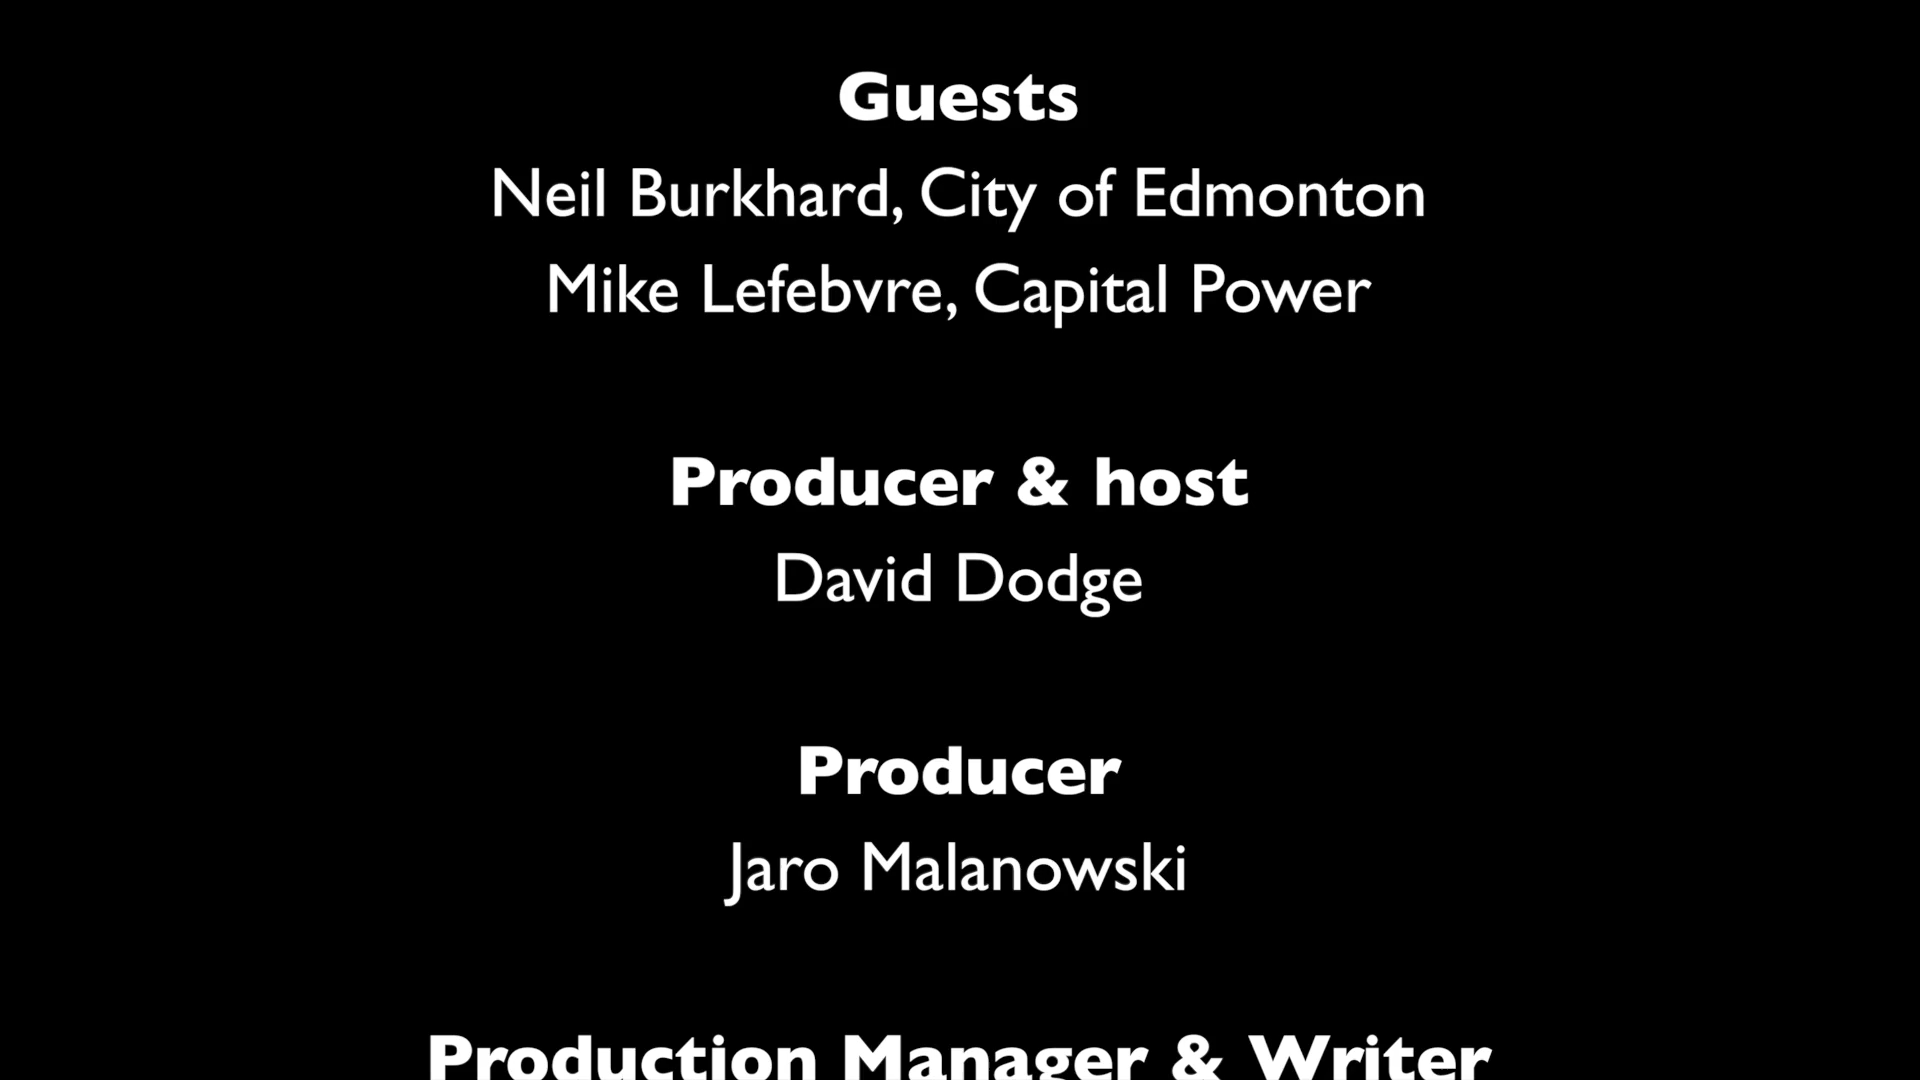 Guests
Neil Burkhard, City of Edmonton
Mike Lefebvre, Capital Power
Producer & host
David Dodge
Producer
Jaro Malanowski
Production Manager & Writer